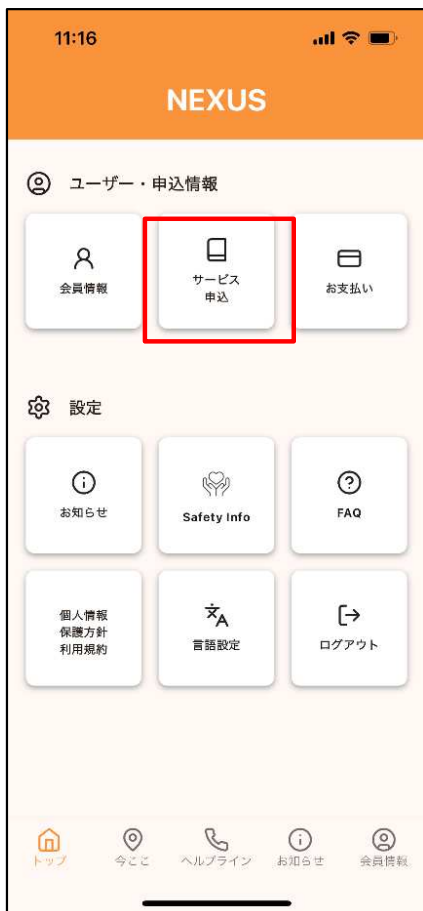 11:16
NEXUS
ユーザー・申込情報
会員情報
サービス
申込
お支払い
設定
お知らせ
Safety Info
FAQ
個人情報
保護方針
利用規約
言語設定
ログアウト
トップ
今ここ
ヘルプライン
お知らせ
会員情報